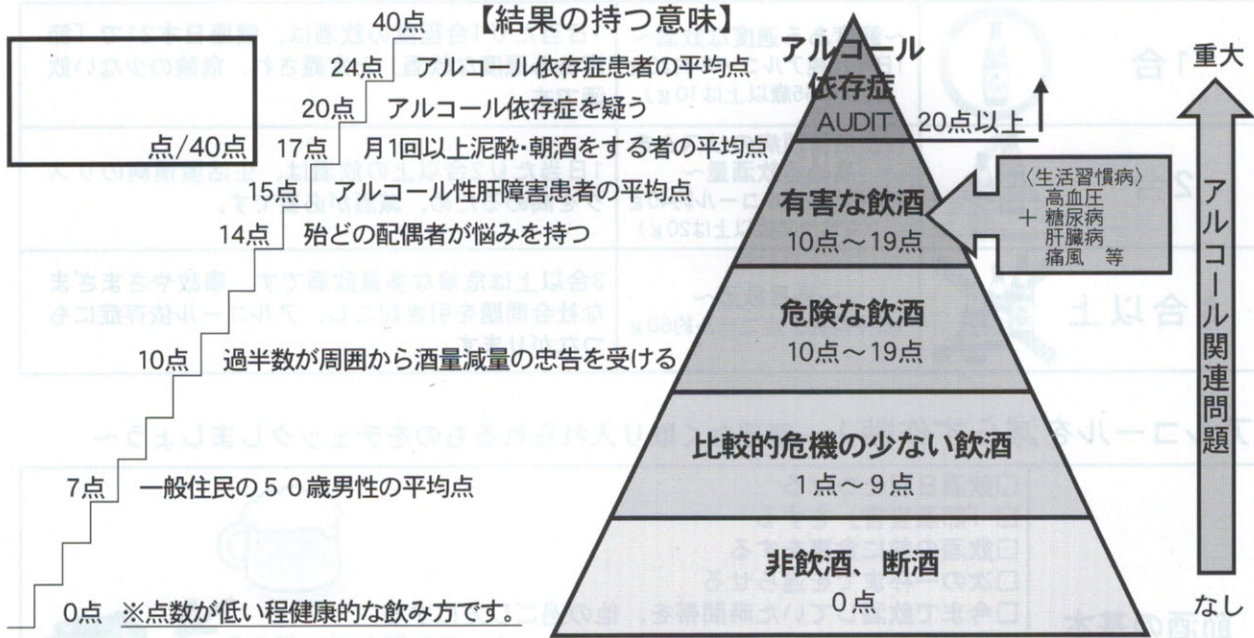 【結果の持つ意味】
点/40点
40点
24点 アルコール依存症患者の平均点
20点 アルコール依存症を疑う
17点 月1回以上泥酔・朝酒をする者の平均点
15点 アルコール性肝障害患者の平均点
14点 殆どの配偶者が悩みを持つ
10点 過半数が周囲から酒量減量の忠告を受ける
7点 一般住民の50歳男性の平均点
0点 ※点数が低い程健康的な飲み方です。
アルコール
依存症
AUDIT 20点以上
有害な飲酒
10点～19点
危険な飲酒
10点～19点
比較的危機の少ない飲酒
1点～9点
非飲酒、断酒
0点
〈生活習慣病〉
高血圧
+ 糖尿病
肝臓病
痛風 等
重大
アルコール関連問題
なし